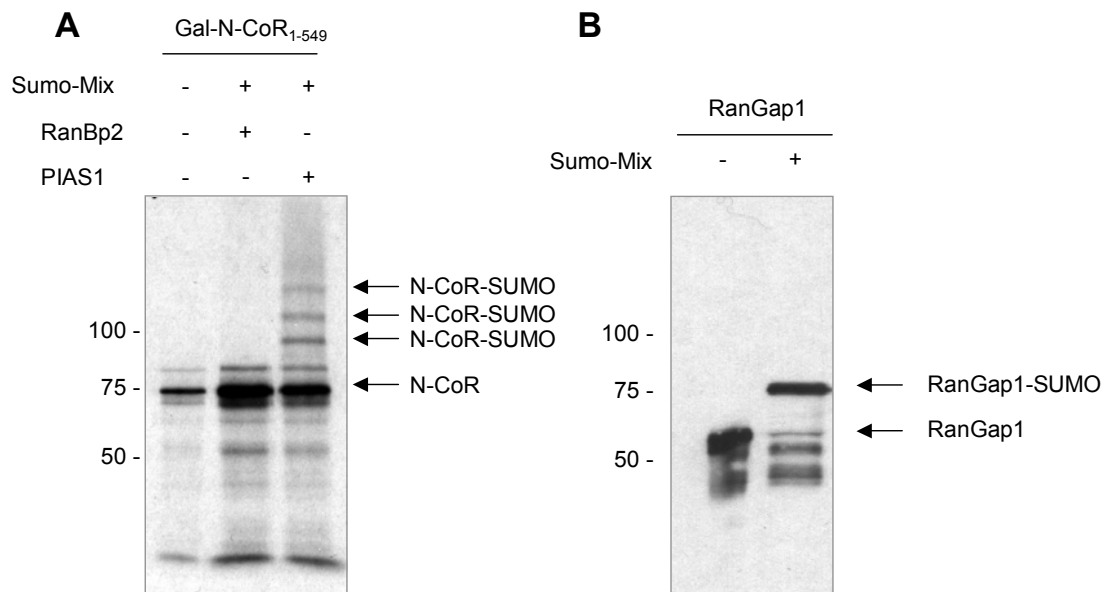 A
Gal-N-CoR1-549
Sumo-Mix - + +
RanBp2 - + -
PIAS1 - - +
N-CoR-SUMO
N-CoR-SUMO
N-CoR-SUMO
N-CoR
100 -
75 -
50 -
B
RanGap1
Sumo-Mix - +
100 -
75 -
50 -
RanGap1-SUMO
RanGap1